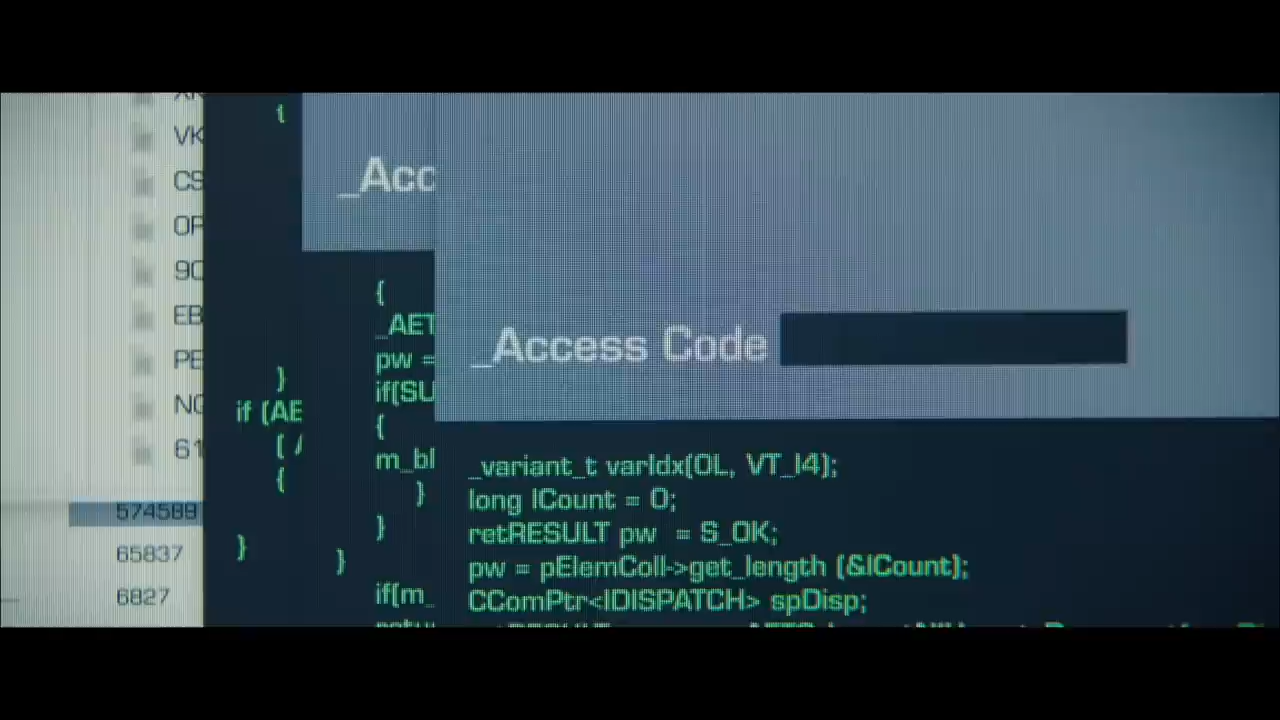 VK
CS
OP
9C
EB
PE
NG
61
574589
65837
6827
{
}
if (AE
{
}
_Acc
{
_AET
pw =
if(SU
{
m_bl
}
}
}
if(m_
_Access Code
_variant_t varIdx(0L, VT_I4);
long lCount = 0;
retRESULT pw = S_OK;
pw = pElemColl->get_length (&lCount);
CComPtr<IDISPATCH> spDisp;